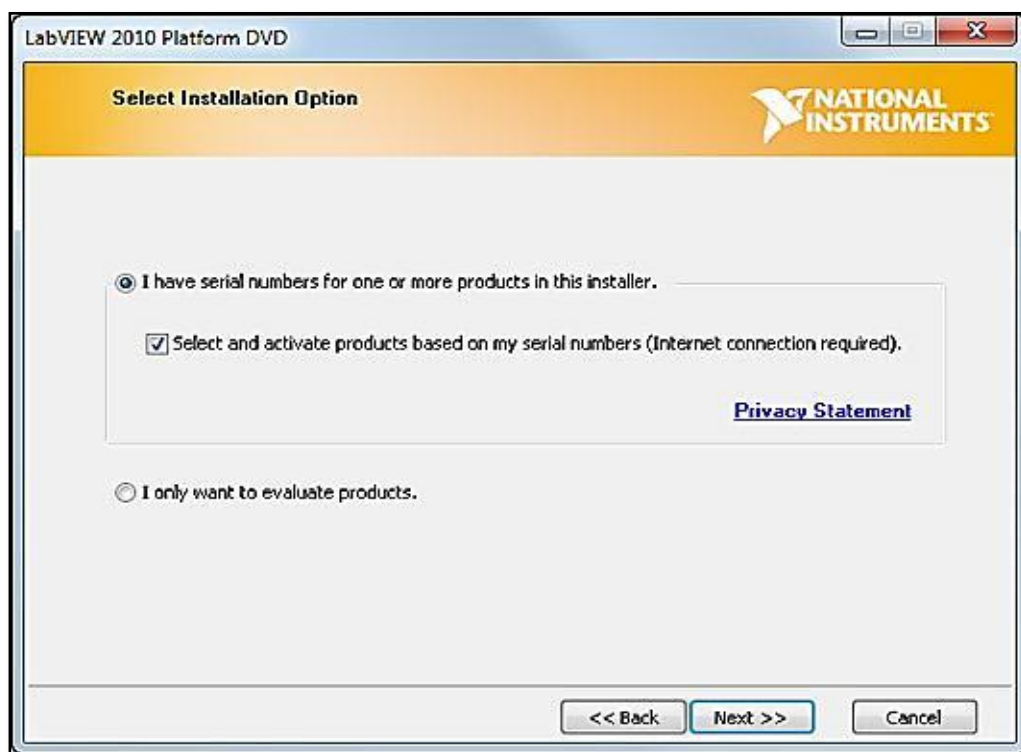 LabVIEW 2010 Platform DVD
Select Installation Option
NATIONAL
INSTRUMENTS
I have serial numbers for one or more products in this installer.
Select and activate products based on my serial numbers (Internet connection required).
Privacy Statement
I only want to evaluate products.
<< Back
Next >>
Cancel